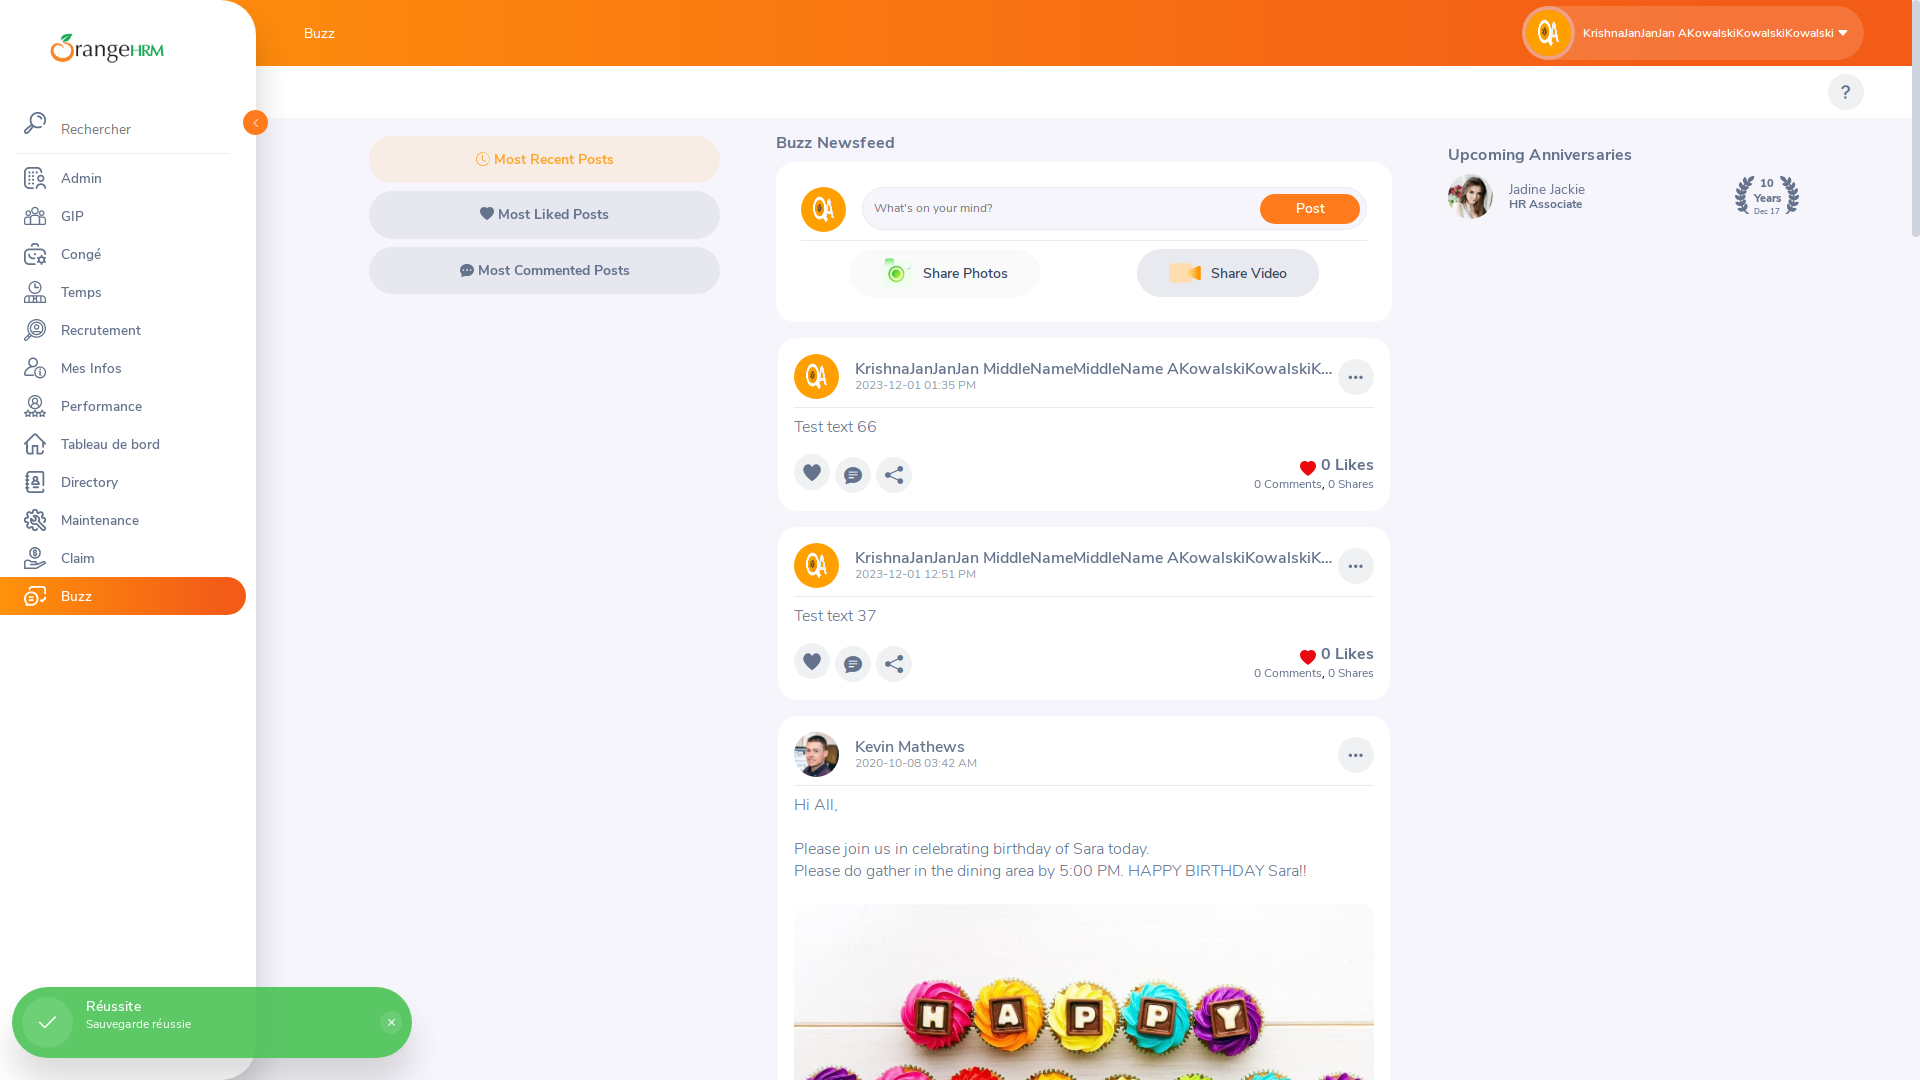 OrangeHRM
Rechercher
Admin
GIP
Congé
Temps
Recrutement
Mes Infos
Performance
Tableau de bord
Directory
Maintenance
Claim
Buzz
Buzz
QA
KrishnaJanJanJan AKowalskiKowalskiKowalski
?
Most Recent Posts
Most Liked Posts
Most Commented Posts
Buzz Newsfeed
QA
What's on your mind?
Post
Share Photos
Share Video
QA
KrishnaJanJanJan MiddleNameMiddleName AKowalskiKowalskiK...
2023-12-01 01:35 PM
Test text 66
0 Likes
0 Comments, 0 Shares
QA
KrishnaJanJanJan MiddleNameMiddleName AKowalskiKowalskiK...
2023-12-01 12:51 PM
Test text 37
0 Likes
0 Comments, 0 Shares
Kevin Mathews
2020-10-08 03:42 AM
Hi All,
Please join us in celebrating birthday of Sara today.
Please do gather in the dining area by 5:00 PM. HAPPY BIRTHDAY Sara!!
HAPPY
Upcoming Anniversaries
Jadine Jackie
HR Associate
10
Years
Dec 17
Réussite
Sauvegarde réussie